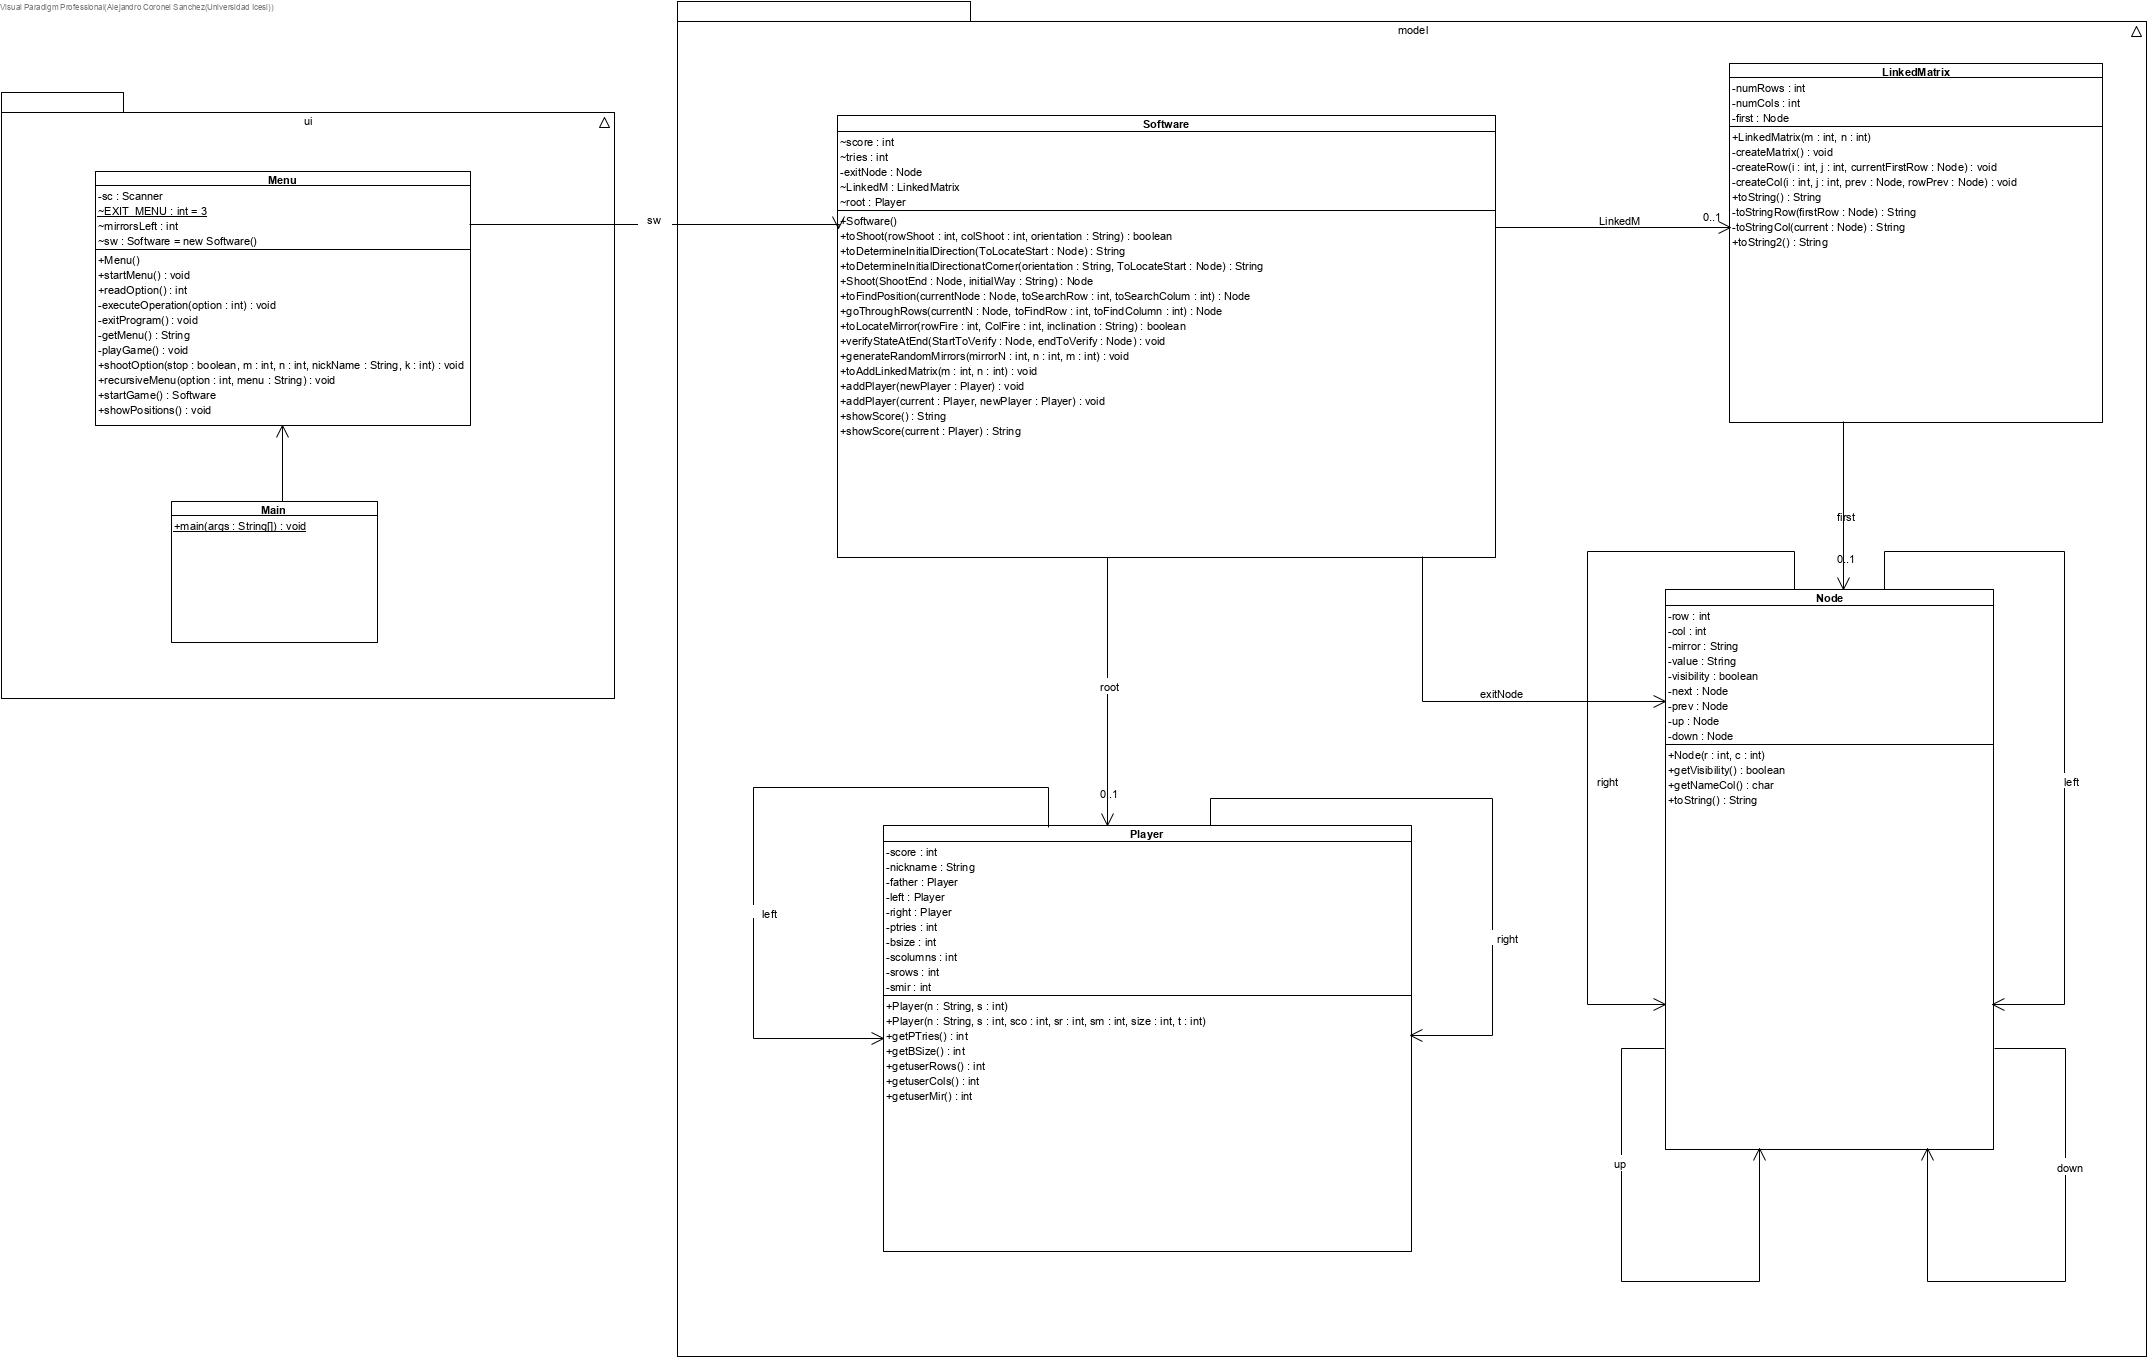 Visual Paradigm Professional(Alejandro Coronel Sanchez(Universidad Icesi))
ui
Menu
-sc : Scanner
~EXIT_MENU : int = 3
~mirrorsLeft : int
~sw : Software = new Software()
+Menu()
+startMenu() : void
+readOption() : int
-executeOperation(option : int) : void
-exitProgram() : void
-getMenu() : String
-playGame() : void
+shootOption(stop : boolean, m : int, n : int, nickName : String, k : int) : void
+recursiveMenu(option : int, menu : String) : void
+startGame() : Software
+showPositions() : void
Main
+main(args : String[]) : void
sw
model
Software
~score : int
~tries : int
-exitNode : Node
~LinkedM : LinkedMatrix
~root : Player
+Software()
+toShoot(rowShoot : int, colShoot : int, orientation : String) : boolean
+toDetermineInitialDirection(ToLocateStart : Node) : String
+toDetermineInitialDirectionatCorner(orientation : String, ToLocateStart : Node) : String
+Shoot(ShootEnd : Node, initialWay : String) : Node
+toFindPosition(currentNode : Node, toSearchRow : int, toSearchColum : int) : Node
+goThroughRows(currentN : Node, toFindRow : int, toFindColumn : int) : Node
+toLocateMirror(rowFire : int, ColFire : int, inclination : String) : boolean
+verifyStateAtEnd(StartToVerify : Node, endToVerify : Node) : void
+generateRandomMirrors(mirrorN : int, n : int, m : int) : void
+toAddLinkedMatrix(m : int, n : int) : void
+addPlayer(newPlayer : Player) : void
+addPlayer(current : Player, newPlayer : Player) : void
+showScore() : String
+showScore(current : Player) : String
LinkedM
0..1
LinkedMatrix
-numRows : int
-numCols : int
-first : Node
+LinkedMatrix(m : int, n : int)
-createMatrix() : void
-createRow(i : int, j : int, currentFirstRow : Node) : void
-createCol(i : int, j : int, prev : Node, rowPrev : Node) : void
+toString() : String
-toStringRow(firstRow : Node) : String
-toStringCol(current : Node) : String
+toString2() : String
first
0..1
Node
-row : int
-col : int
-mirror : String
-value : String
-visibility : boolean
-next : Node
-prev : Node
-up : Node
-down : Node
+Node(r : int, c : int)
+getVisibility() : boolean
+getNameCol() : char
+toString() : String
exitNode
right
left
up
down
root
0..1
Player
-score : int
-nickname : String
-father : Player
-left : Player
-right : Player
-ptries : int
-bsize : int
-scolumns : int
-srows : int
-smir : int
+Player(n : String, s : int)
+Player(n : String, s : int, sco : int, sr : int, sm : int, size : int, t : int)
+getPTries() : int
+getBSize() : int
+getuserRows() : int
+getuserCols() : int
+getuserMir() : int
left
right